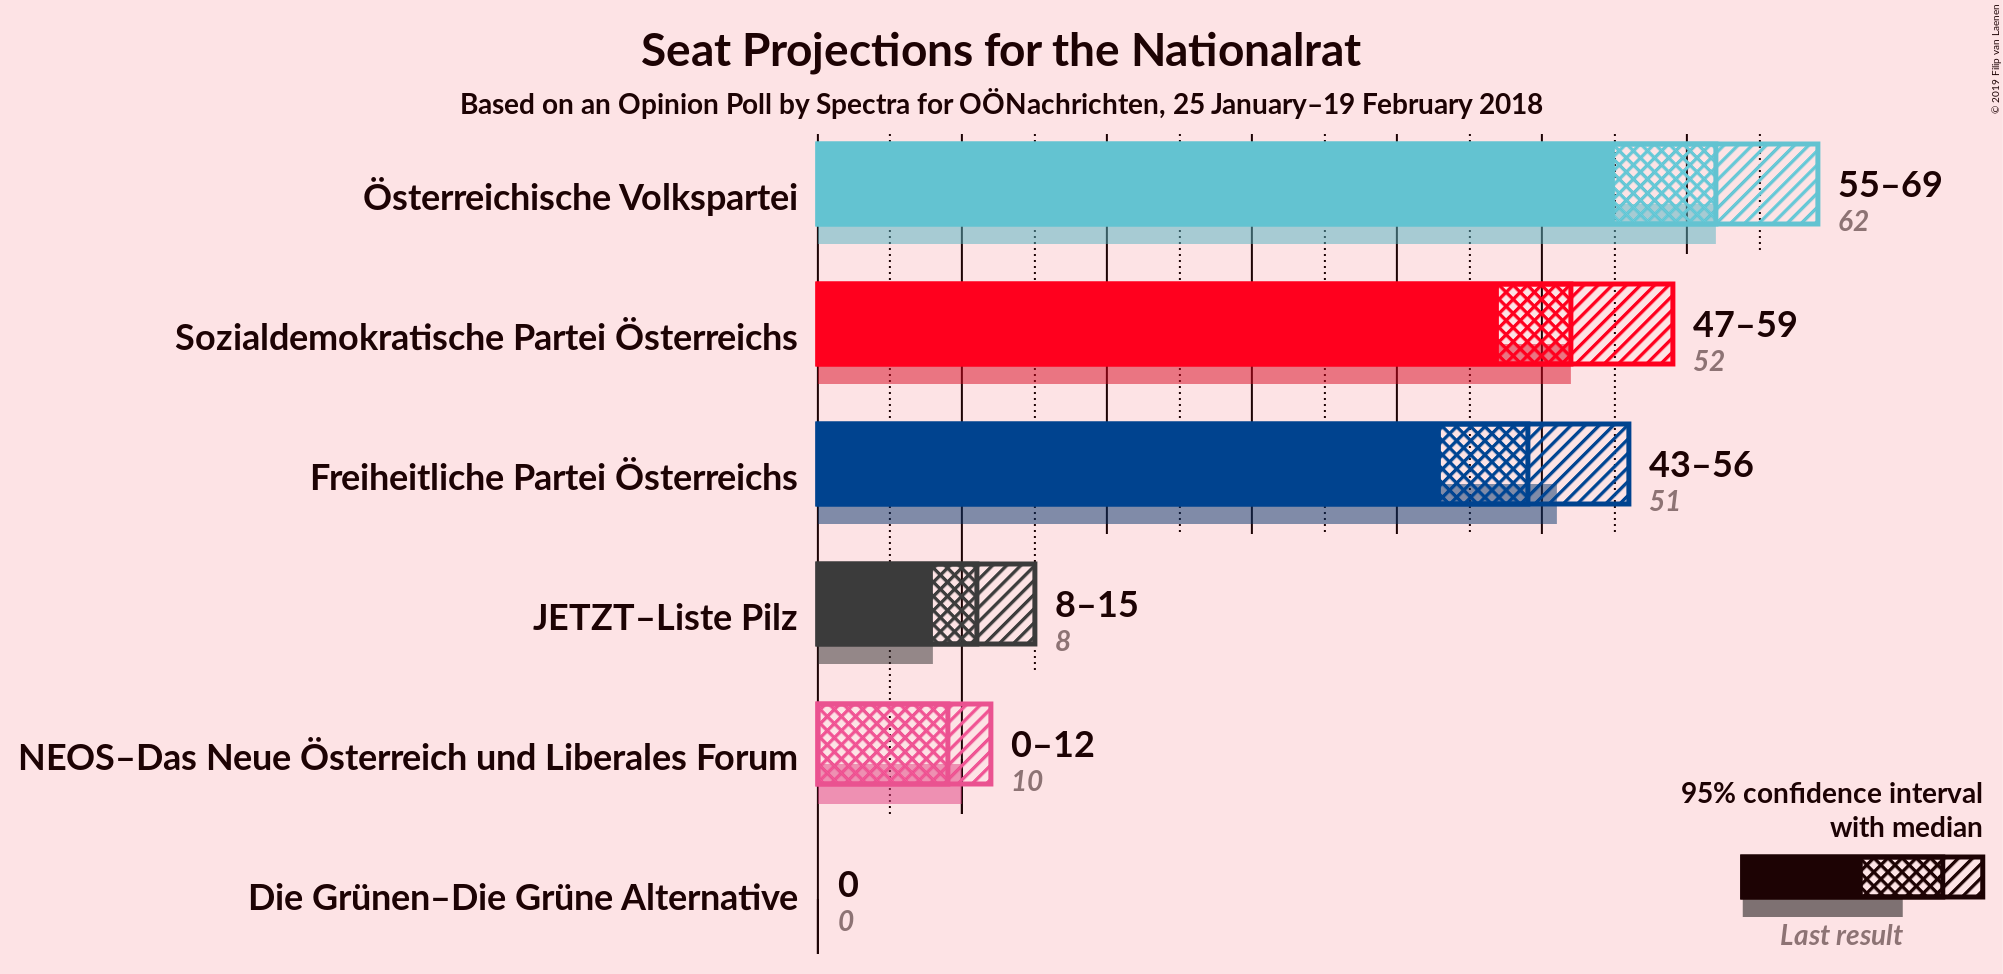 Seat Projections for the Nationalrat
Based on an Opinion Poll by Spectra for OÖNachrichten, 25 January–19 February 2018
© 2019 Filip van Laenen
Österreichische Volkspartei
55–69
62
Sozialdemokratische Partei Österreichs
47–59
52
Freiheitliche Partei Österreichs
43–56
51
JETZT–Liste Pilz
8–15
8
NEOS–Das Neue Österreich und Liberales Forum
0–12
10
Die Grünen–Die Grüne Alternative
0
0
95% confidence interval
with median
Last result